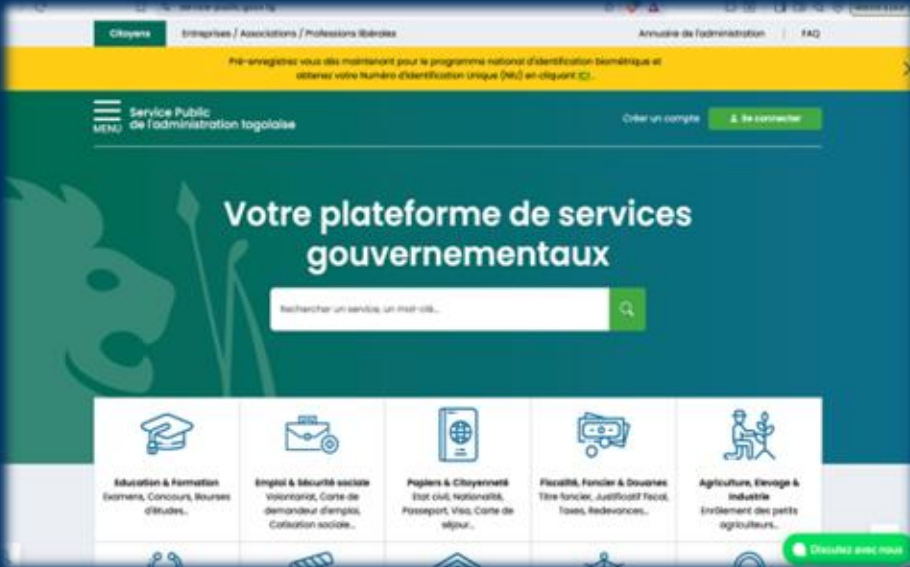 service-public.gouv.tg
Citoyens
Entreprises / Associations / Professions libérales
Annuaire de l'administration | FAQ
Pré-enregistrez vous dès maintenant pour le programme national d'identification biométrique et
obtenez votre Numéro d'Identification Unique (NIU) en cliquant ICI.
MENU
Service Public
de l'administration togolaise
Créer un compte
Se connecter
Votre plateforme de services
gouvernementaux
Rechercher un service, un mot-clé...
Education & Formation
Examens, Concours, Bourses
d'études...
Emploi & Sécurité sociale
Volontariat, Carte de
demandeur d'emploi,
Cotisation sociale...
Papiers & Citoyenneté
Etat civil, Nationalité,
Passeport, Visa, Carte de
séjour...
Fiscalité, Foncier & Douanes
Titre foncier, Justificatif fiscal,
Taxes, Redevances...
Agriculture, Elevage &
Industrie
Enrôlement des petits
agriculteurs...
Discutez avec nous